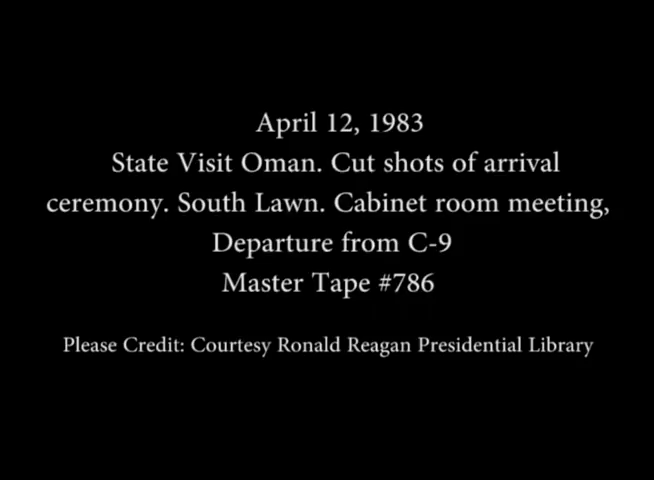 April 12, 1983
State Visit Oman. Cut shots of arrival
ceremony. South Lawn. Cabinet room meeting,
Departure from C-9
Master Tape #786
Please Credit: Courtesy Ronald Reagan Presidential Library